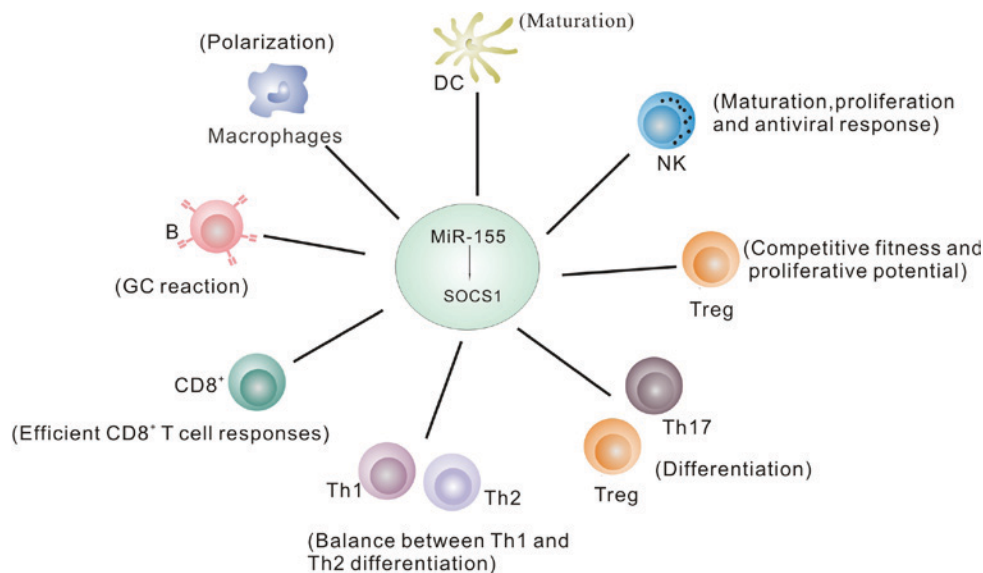 (Maturation)
DC
(Polarization)
Macrophages
(Maturation,proliferation
and antiviral response)
NK
B
(GC reaction)
MiR-155
SOCS1
(Competitive fitness and
proliferative potential)
Treg
CD8⁺
(Efficient CD8⁺ T cell responses)
Th17
Treg
(Differentiation)
Th1
Th2
(Balance between Th1 and
Th2 differentiation)